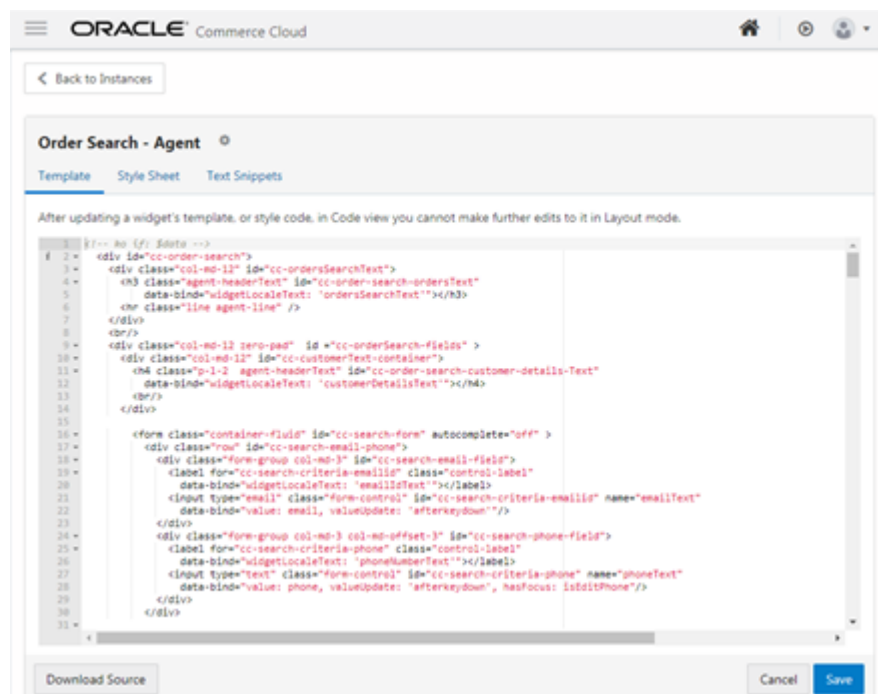 ORACLE Commerce Cloud
Back to Instances
Order Search - Agent
Template Style Sheet Text Snippets
After updating a widget's template, or style code, in Code view you cannot make further edits to it in Layout mode.
1 <!-- ko if: $data -->
i 2 <div id="cc-order-search">
3 <div class="col-md-12" id="cc-ordersSearchText">
4 <h3 class="agent-headerText" id="cc-order-search-ordersText"
5 data-bind="widgetLocaleText: 'ordersSearchText'"></h3>
6 <hr class="line agent-line" />
7 </div>
8 <br/>
9 <div class="col-md-12 zero-pad" id ="cc-orderSearch-fields" >
10 <div class="col-md-12" id="cc-customerText-container">
11 <h4 class="p-1-2 agent-headerText" id="cc-order-search-customer-details-Text"
12 data-bind="widgetLocaleText: 'customerDetailsText'"></h4>
13 <br/>
14 </div>
15
16 <form class="container-fluid" id="cc-search-form" autocomplete="off" >
17 <div class="row" id="cc-search-email-phone">
18 <div class="form-group col-md-3" id="cc-search-email-field">
19 <label for="cc-search-criteria-emailid" class="control-label"
20 data-bind="widgetLocaleText: 'emailIdText'"></label>
21 <input type="email" class="form-control" id="cc-search-criteria-emailid" name="emailText"
22 data-bind="value: email, valueUpdate: 'afterkeydown'"/>
23 </div>
24 <div class="form-group col-md-3 col-md-offset-3" id="cc-search-phone-field">
25 <label for="cc-search-criteria-phone" class="control-label"
26 data-bind="widgetLocaleText: 'phoneNumberText'"></label>
27 <input type="text" class="form-control" id="cc-search-criteria-phone" name="phoneText"
28 data-bind="value: phone, valueUpdate: 'afterkeydown', hasFocus: isEditPhone"/>
29 </div>
30 </div>
31
Download Source Cancel Save